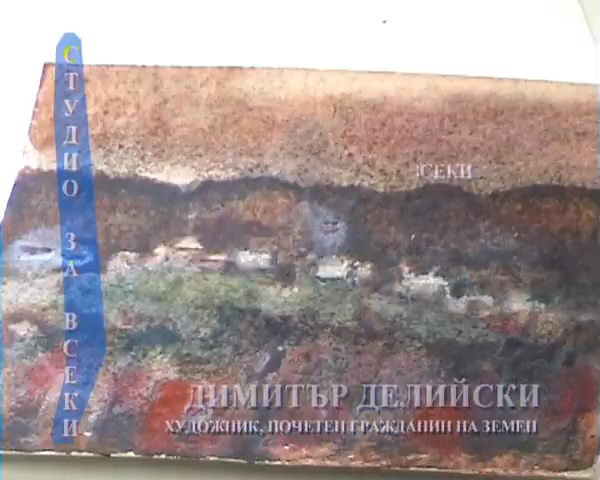 СТУДИО ЗА ВСЕКИ
СЕКИ
ДИМИТЪР ДЕЛИЙСКИ
ХУДОЖНИК, ПОЧЕТЕН ГРАЖДАНИН НА ЗЕМЕН